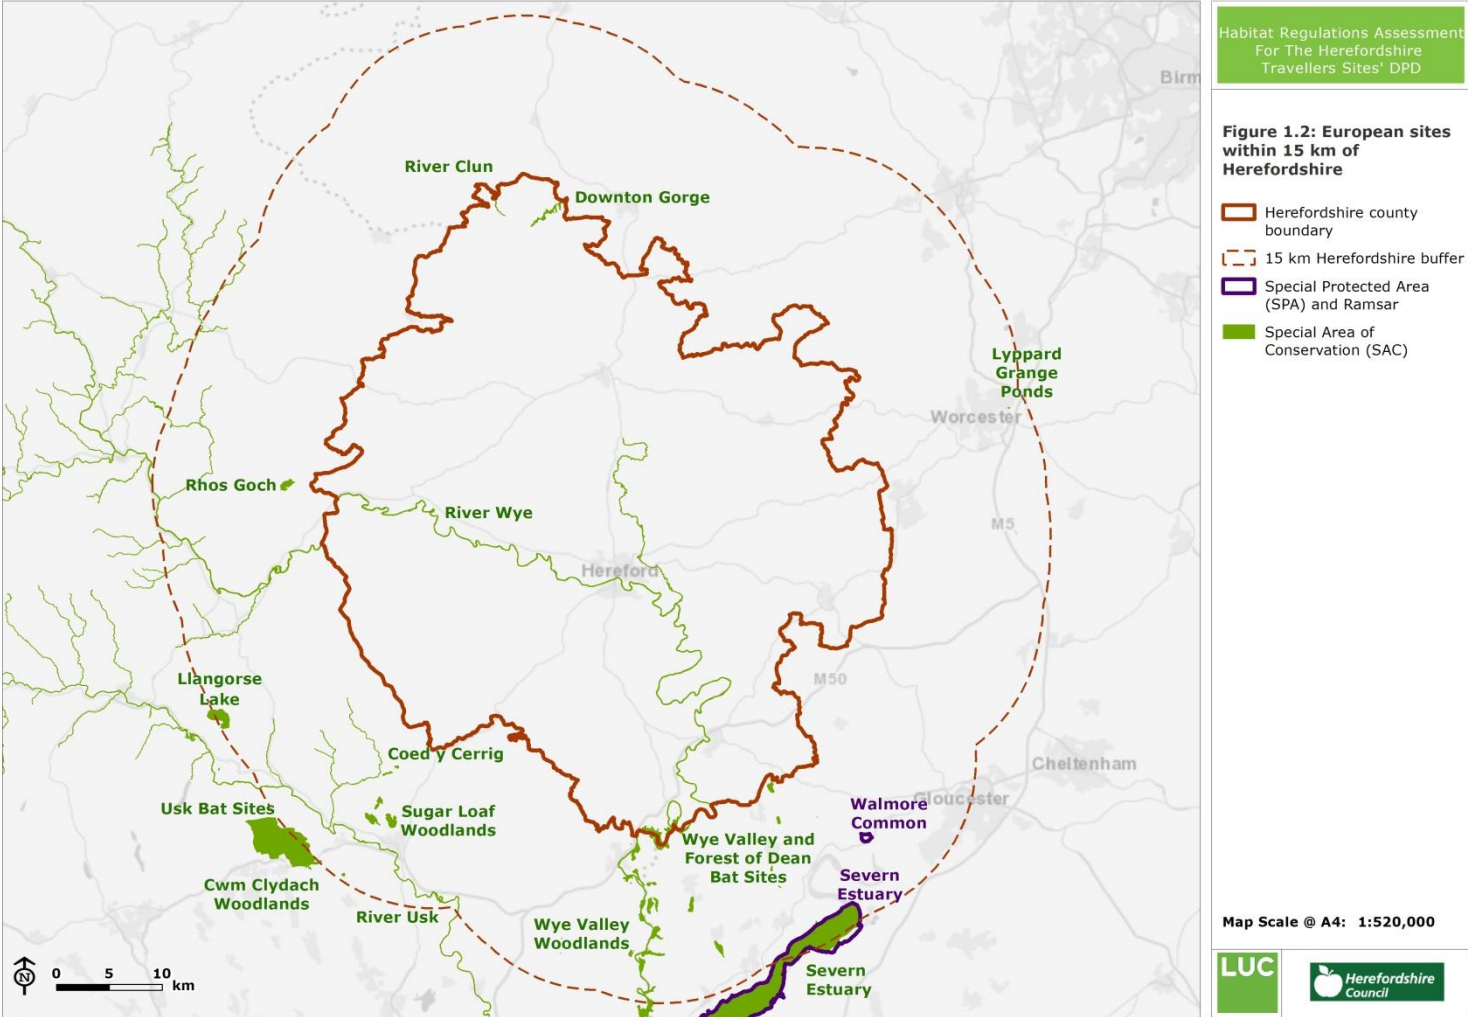 Birm
River Clun
Downton Gorge
Lyppard
Grange
Ponds
Worcester
Rhos Goch
River Wye
M5
Hereford
Llangorse
Lake
M50
Coed y Cerrig
Cheltenham
Gloucester
Usk Bat Sites
Sugar Loaf
Woodlands
Walmore
Common
Wye Valley and
Forest of Dean
Bat Sites
Severn
Estuary
Cwm Clydach
Woodlands
River Usk
Wye Valley
Woodlands
Severn
Estuary
N
0 5 10
km
Habitat Regulations Assessment
For The Herefordshire
Travellers Sites' DPD
Figure 1.2: European sites
within 15 km of
Herefordshire
Herefordshire county
boundary
15 km Herefordshire buffer
Special Protected Area
(SPA) and Ramsar
Special Area of
Conservation (SAC)
Map Scale @ A4: 1:520,000
LUC
Herefordshire
Council